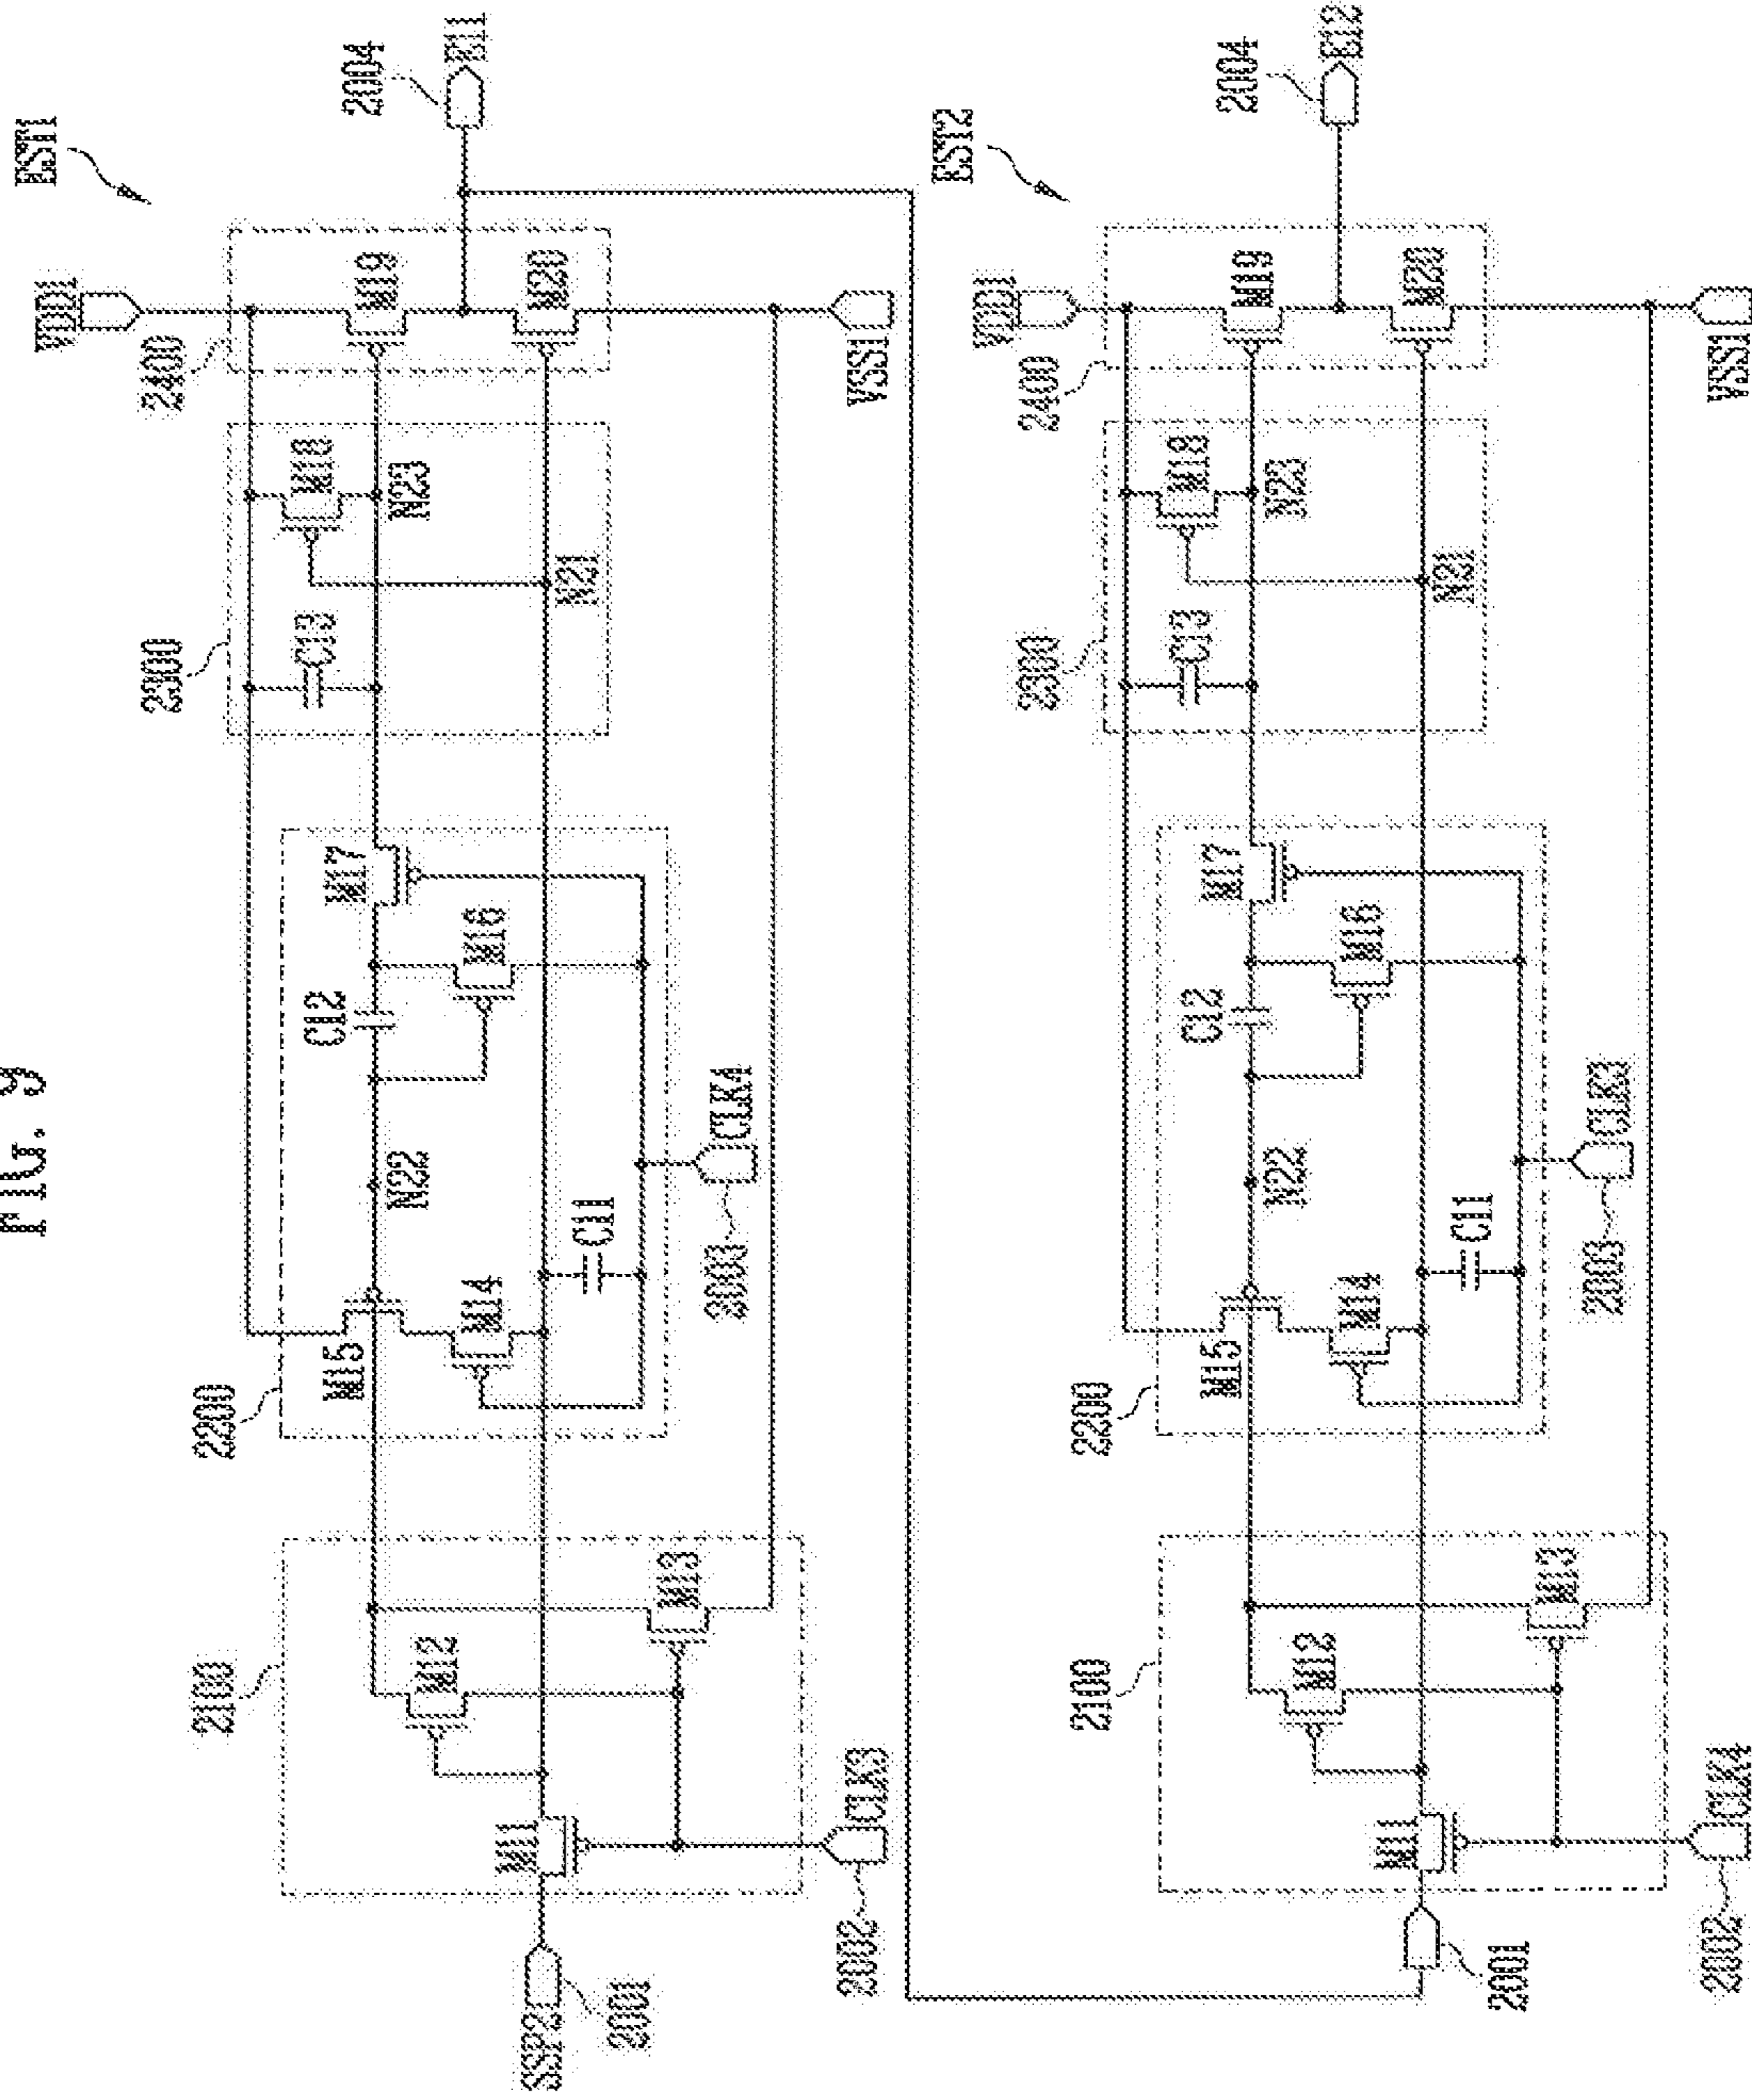 FIG. 9
EST1
VDD1
2400
M19
M20
2004
E11
VSS1
2300
C13
M18
N23
N21
2200
M15
M14
N22
C12
M16
M17
C11
2003
CLK4
2100
M12
M13
M11
SSP2
2001
2002
CLK3
EST2
VDD1
2400
M19
M20
2004
E12
VSS1
2300
C13
M18
N23
N21
2200
M15
M14
N22
C12
M16
M17
C11
2003
CLK3
2100
M12
M13
M11
2001
2002
CLK4